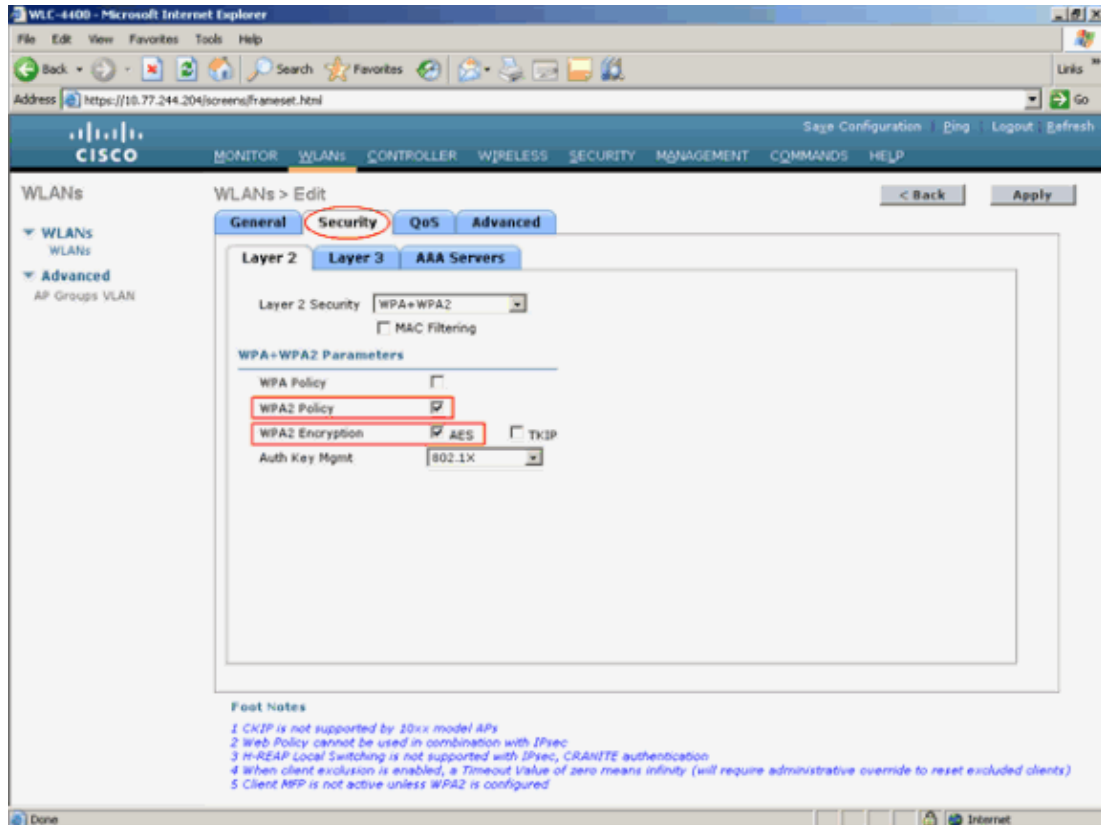 WLC-4400 - Microsoft Internet Explorer
File Edit View Favorites Tools Help
Back Search Favorites Links
Address https://10.77.244.204/screens/frameset.html Go
Save Configuration Ping Logout Refresh
CISCO MONITOR WLANs CONTROLLER WIRELESS SECURITY MANAGEMENT COMMANDS HELP
WLANs
WLANs
WLANs
Advanced
AP Groups VLAN
WLANs > Edit
< Back Apply
General Security QoS Advanced
Layer 2 Layer 3 AAA Servers
Layer 2 Security WPA+WPA2
MAC Filtering
WPA+WPA2 Parameters
WPA Policy
WPA2 Policy
WPA2 Encryption AES TKIP
Auth Key Mgmt 802.1X
Foot Notes
1 CKIP is not supported by 10xx model APs
2 Web Policy cannot be used in combination with IPsec
3 H-REAP Local Switching is not supported with IPsec, CRANITE authentication
4 When client exclusion is enabled, a Timeout Value of zero means infinity (will require administrative override to reset excluded clients)
5 Client MFP is not active unless WPA2 is configured
Done Internet